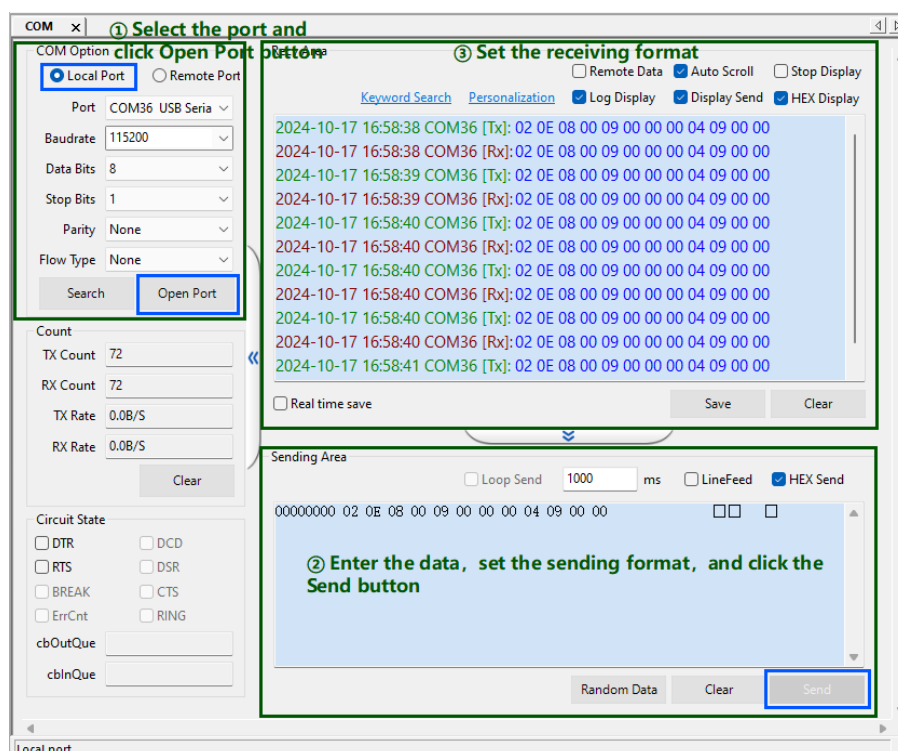 COM x
① Select the port and
click Open Port button
COM Option
Local Port
Remote Port
Port COM36 USB Seria
Baudrate 115200
Data Bits 8
Stop Bits 1
Parity None
Flow Type None
Search
Open Port
Count
TX Count 72
RX Count 72
TX Rate 0.0B/S
RX Rate 0.0B/S
Clear
Circuit State
DTR
DCD
RTS
DSR
BREAK
CTS
ErrCnt
RING
cbOutQue
cbInQue
③ Set the receiving format
Remote Data
Auto Scroll
Stop Display
Keyword Search
Personalization
Log Display
Display Send
HEX Display
2024-10-17 16:58:38 COM36 [Tx]: 02 0E 08 00 09 00 00 00 04 09 00 00
2024-10-17 16:58:38 COM36 [Rx]: 02 0E 08 00 09 00 00 00 04 09 00 00
2024-10-17 16:58:39 COM36 [Tx]: 02 0E 08 00 09 00 00 00 04 09 00 00
2024-10-17 16:58:39 COM36 [Rx]: 02 0E 08 00 09 00 00 00 04 09 00 00
2024-10-17 16:58:40 COM36 [Tx]: 02 0E 08 00 09 00 00 00 04 09 00 00
2024-10-17 16:58:40 COM36 [Rx]: 02 0E 08 00 09 00 00 00 04 09 00 00
2024-10-17 16:58:40 COM36 [Tx]: 02 0E 08 00 09 00 00 00 04 09 00 00
2024-10-17 16:58:40 COM36 [Rx]: 02 0E 08 00 09 00 00 00 04 09 00 00
2024-10-17 16:58:40 COM36 [Tx]: 02 0E 08 00 09 00 00 00 04 09 00 00
2024-10-17 16:58:40 COM36 [Rx]: 02 0E 08 00 09 00 00 00 04 09 00 00
2024-10-17 16:58:41 COM36 [Tx]: 02 0E 08 00 09 00 00 00 04 09 00 00
Real time save
Save
Clear
Sending Area
Loop Send
1000 ms
LineFeed
HEX Send
00000000 02 0E 08 00 09 00 00 00 04 09 00 00
② Enter the data, set the sending format, and click the
Send button
Random Data
Clear
Send
Local port